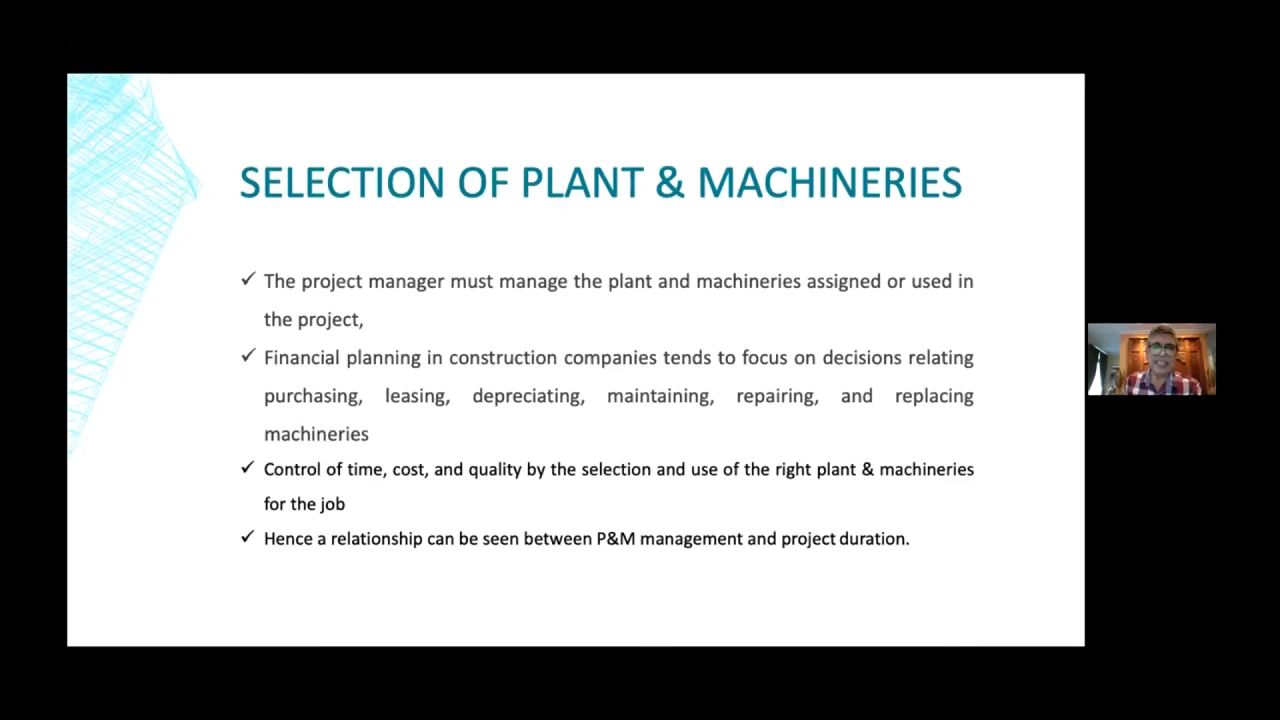 SELECTION OF PLANT & MACHINERIES
✓ The project manager must manage the plant and machineries assigned or used in
the project,
✓ Financial planning in construction companies tends to focus on decisions relating
purchasing, leasing, depreciating, maintaining, repairing, and replacing
machineries
✓ Control of time, cost, and quality by the selection and use of the right plant & machineries
for the job
✓ Hence a relationship can be seen between P&M management and project duration.